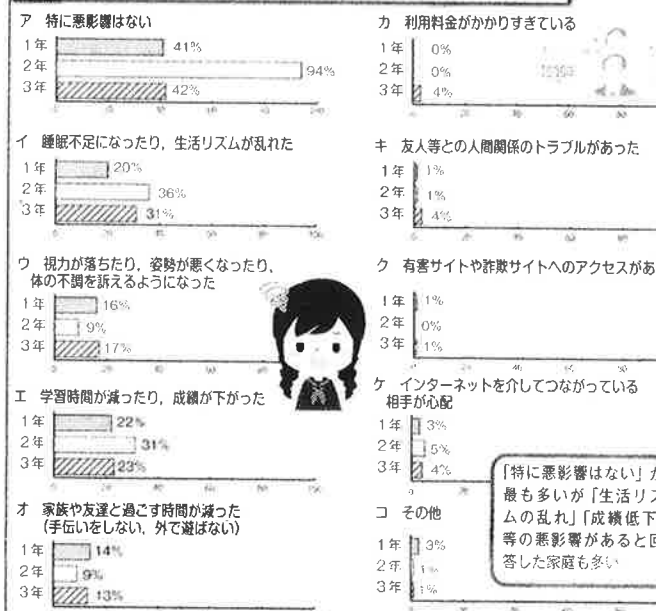 ア 特に悪影響はない
1年 41%
2年 94%
3年 42%
イ 睡眠不足になったり，生活リズムが乱れた
1年 20%
2年 36%
3年 31%
ウ 視力が落ちたり，姿勢が悪くなったり，
体の不調を訴えるようになった
1年 16%
2年 9%
3年 17%
エ 学習時間が減ったり，成績が下がった
1年 22%
2年 31%
3年 23%
オ 家族や友達と過ごす時間が減った
(手伝いをしない，外で遊ばない)
1年 14%
2年 9%
3年 13%
カ 利用料金がかかりすぎている
1年 0%
2年 0%
3年 4%
キ 友人等との人間関係のトラブルがあった
1年 1%
2年 1%
3年 4%
ク 有害サイトや詐欺サイトへのアクセスがあ
1年 1%
2年 0%
3年 1%
ケ インターネットを介してつながっている
相手が心配
1年 3%
2年 5%
3年 4%
コ その他
1年 3%
2年 1%
3年 1%
「特に悪影響はない」が
最も多いが「生活リズ
ムの乱れ」「成績低下
等の悪影響があると回
答した家庭も多い